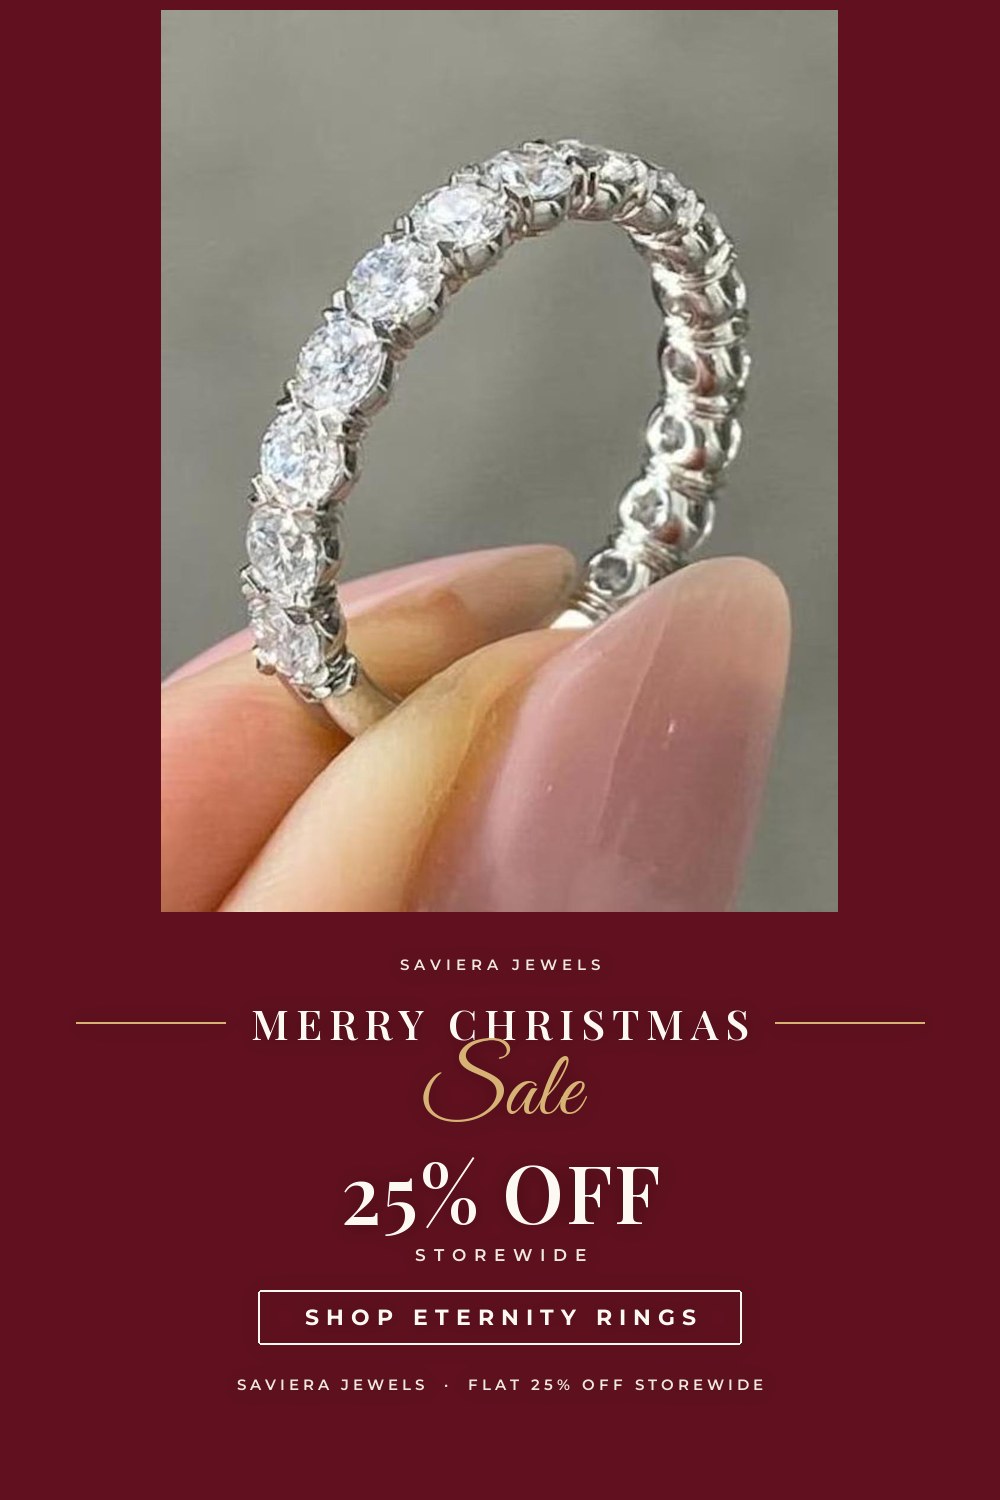 SAVIERA JEWELS
MERRY CHRISTMAS
Sale
25% OFF
STOREWIDE
SHOP ETERNITY RINGS
SAVIERA JEWELS · FLAT 25% OFF STOREWIDE